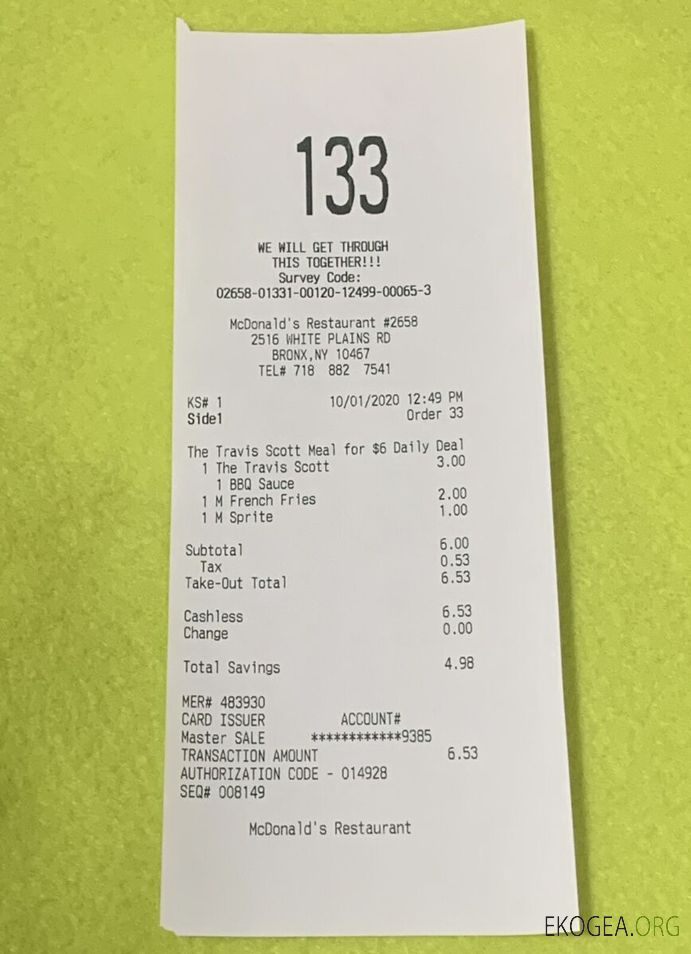 133
WE WILL GET THROUGH
THIS TOGETHER!!!
Survey Code:
02658-01331-00120-12499-00065-3
McDonald's Restaurant #2658
2516 WHITE PLAINS RD
BRONX,NY 10467
TEL# 718 882 7541
KS# 1 10/01/2020 12:49 PM
Side1 Order 33
The Travis Scott Meal for $6 Daily Deal
1 The Travis Scott 3.00
1 BBQ Sauce
1 M French Fries 2.00
1 M Sprite 1.00
Subtotal 6.00
Tax 0.53
Take-Out Total 6.53
Cashless 6.53
Change 0.00
Total Savings 4.98
MER# 483930
CARD ISSUER ACCOUNT#
Master SALE ************9385
TRANSACTION AMOUNT 6.53
AUTHORIZATION CODE - 014928
SEQ# 008149
McDonald's Restaurant
EKOGEA.ORG